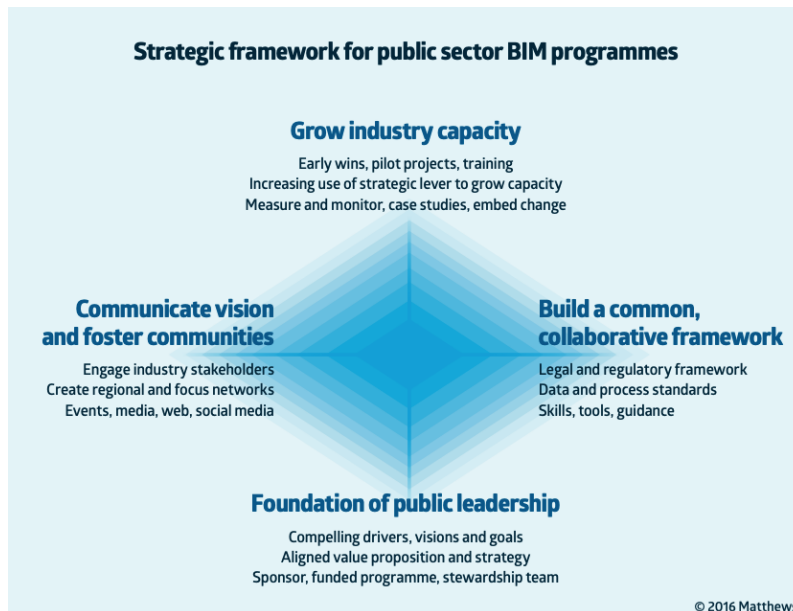 Strategic framework for public sector BIM programmes
Grow industry capacity
Early wins, pilot projects, training
Increasing use of strategic lever to grow capacity
Measure and monitor, case studies, embed change
Communicate vision
and foster communities
Engage industry stakeholders
Create regional and focus networks
Events, media, web, social media
Build a common,
collaborative framework
Legal and regulatory framework
Data and process standards
Skills, tools, guidance
Foundation of public leadership
Compelling drivers, visions and goals
Aligned value proposition and strategy
Sponsor, funded programme, stewardship team
© 2016 Matthew